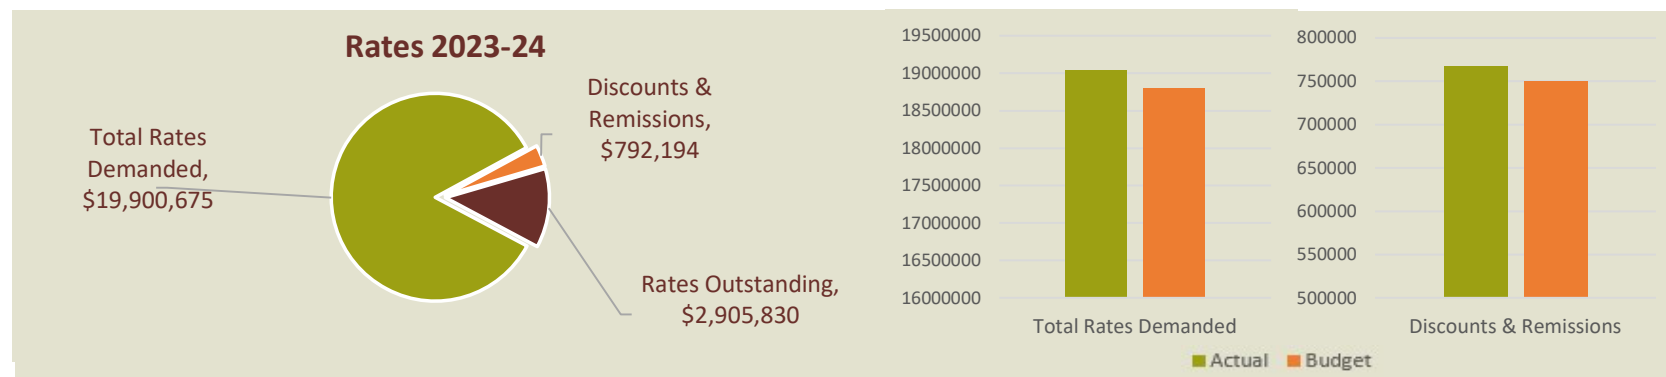 Rates 2023-24
Discounts &
Remissions,
$792,194
Total Rates
Demanded,
$19,900,675
Rates Outstanding,
$2,905,830
19500000
19000000
18500000
18000000
17500000
17000000
16500000
16000000
Total Rates Demanded
800000
750000
700000
650000
600000
550000
500000
Discounts & Remissions
Actual Budget